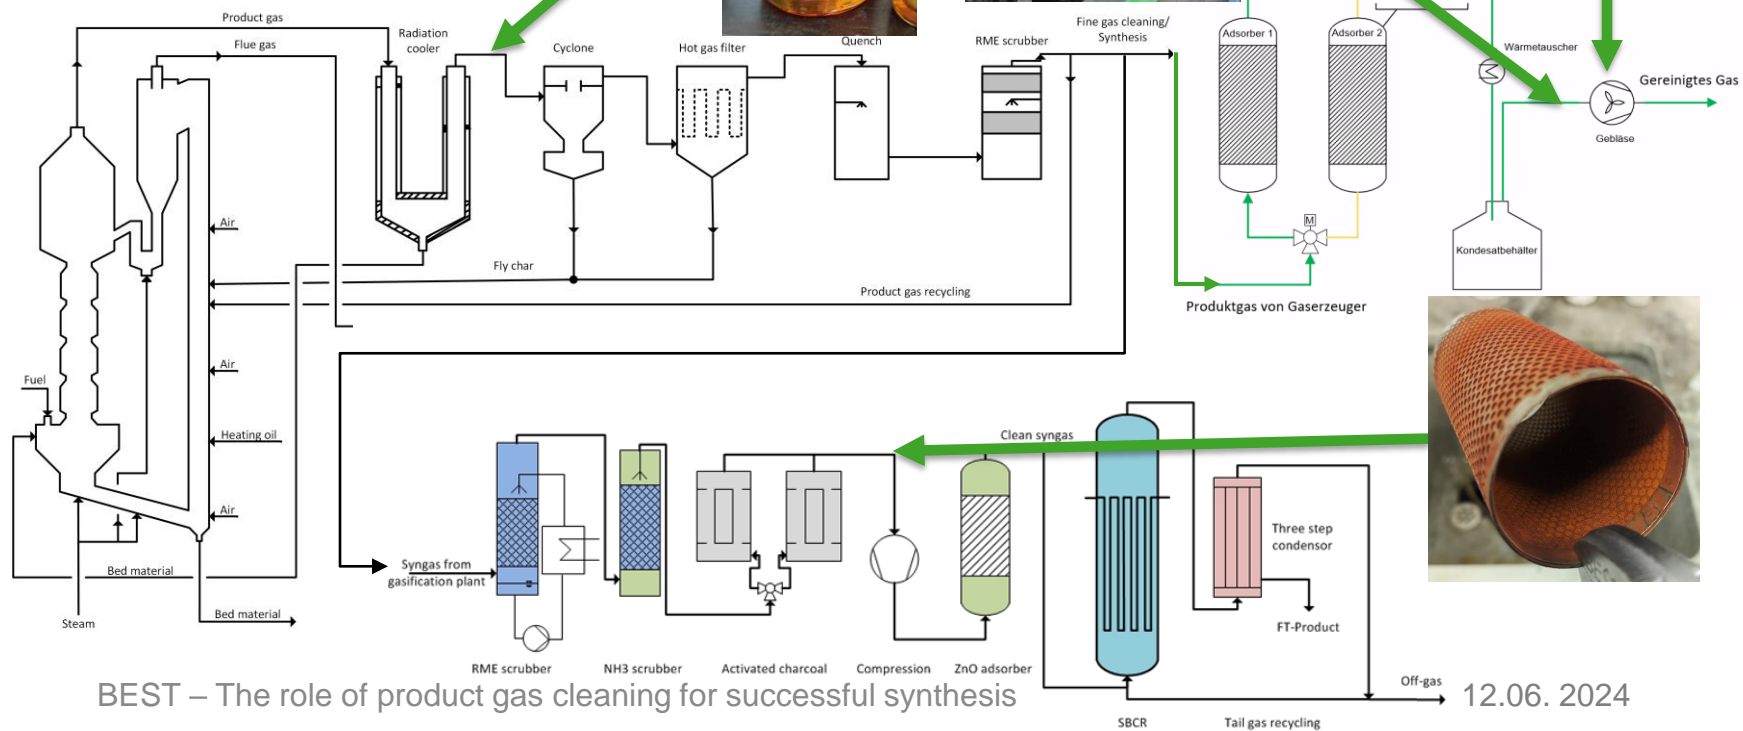 Product gas
Flue gas
Radiation
cooler
Cyclone
Hot gas filter
Quench
RME scrubber
Fine gas cleaning/
Synthesis
Adsorber 1
Adsorber 2
Wärmetauscher
Gereinigtes Gas
Gebläse
M
Air
Fly char
Product gas recycling
Kondesatbehälter
Produktgas von Gaserzeuger
Air
Fuel
Heating oil
Air
Bed material
Steam
Bed material
Syngas from
gasification plant
Clean syngas
Three step
condensor
FT-Product
RME scrubber
NH3 scrubber
Activated charcoal
Compression
ZnO adsorber
Off-gas
SBCR
Tail gas recycling
BEST – The role of product gas cleaning for successful synthesis
12.06. 2024